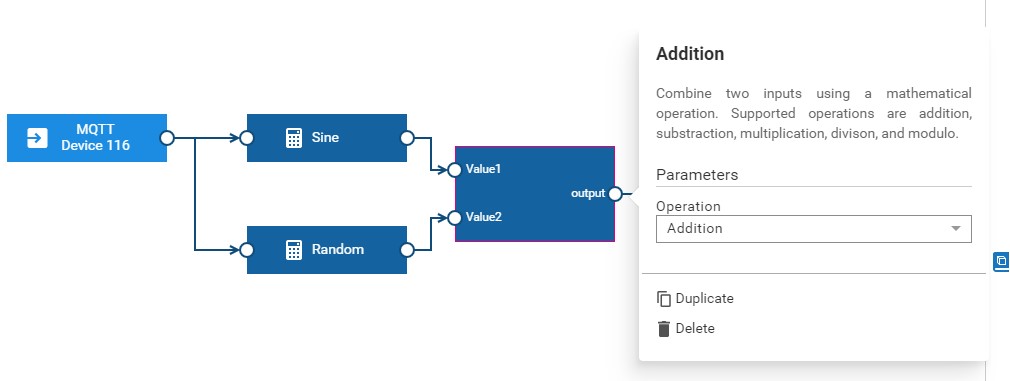 MQTT
Device 116
Sine
Random
Value1
Value2
output
Addition
Combine two inputs using a mathematical
operation. Supported operations are addition,
substraction, multiplication, divison, and modulo.
Parameters
Operation
Addition
Duplicate
Delete